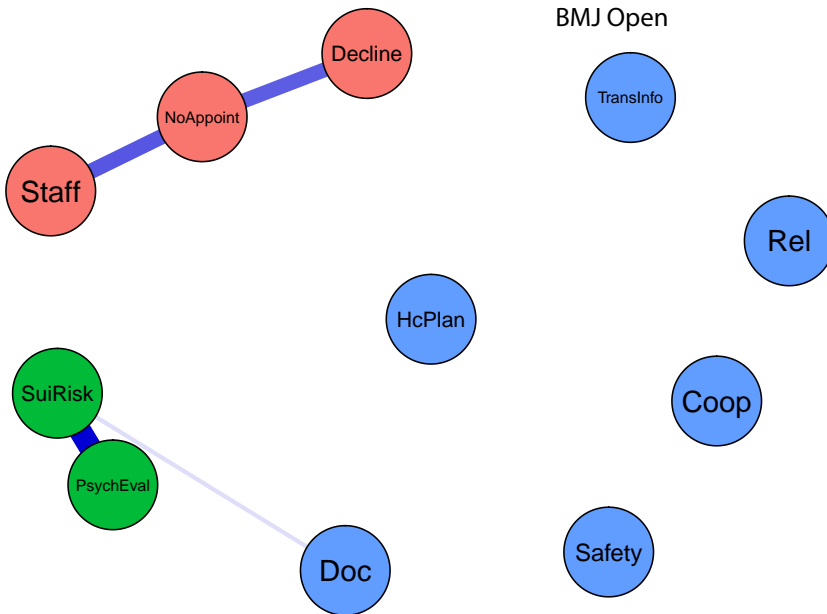 BMJ Open
Decline
TransInfo
NoAppoint
Staff
Rel
HcPlan
SuiRisk
Coop
PsychEval
Safety
Doc